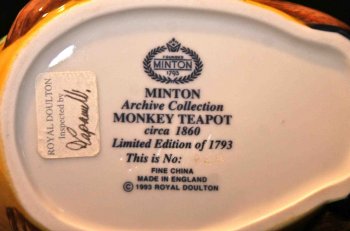 FOUNDED
MINTON
1793
MINTON
Archive Collection
MONKEY TEAPOT
circa 1860
Limited Edition of 1793
This is No:
FINE CHINA
MADE IN ENGLAND
© 1993 ROYAL DOULTON
ROYAL DOULTON
Inspected by